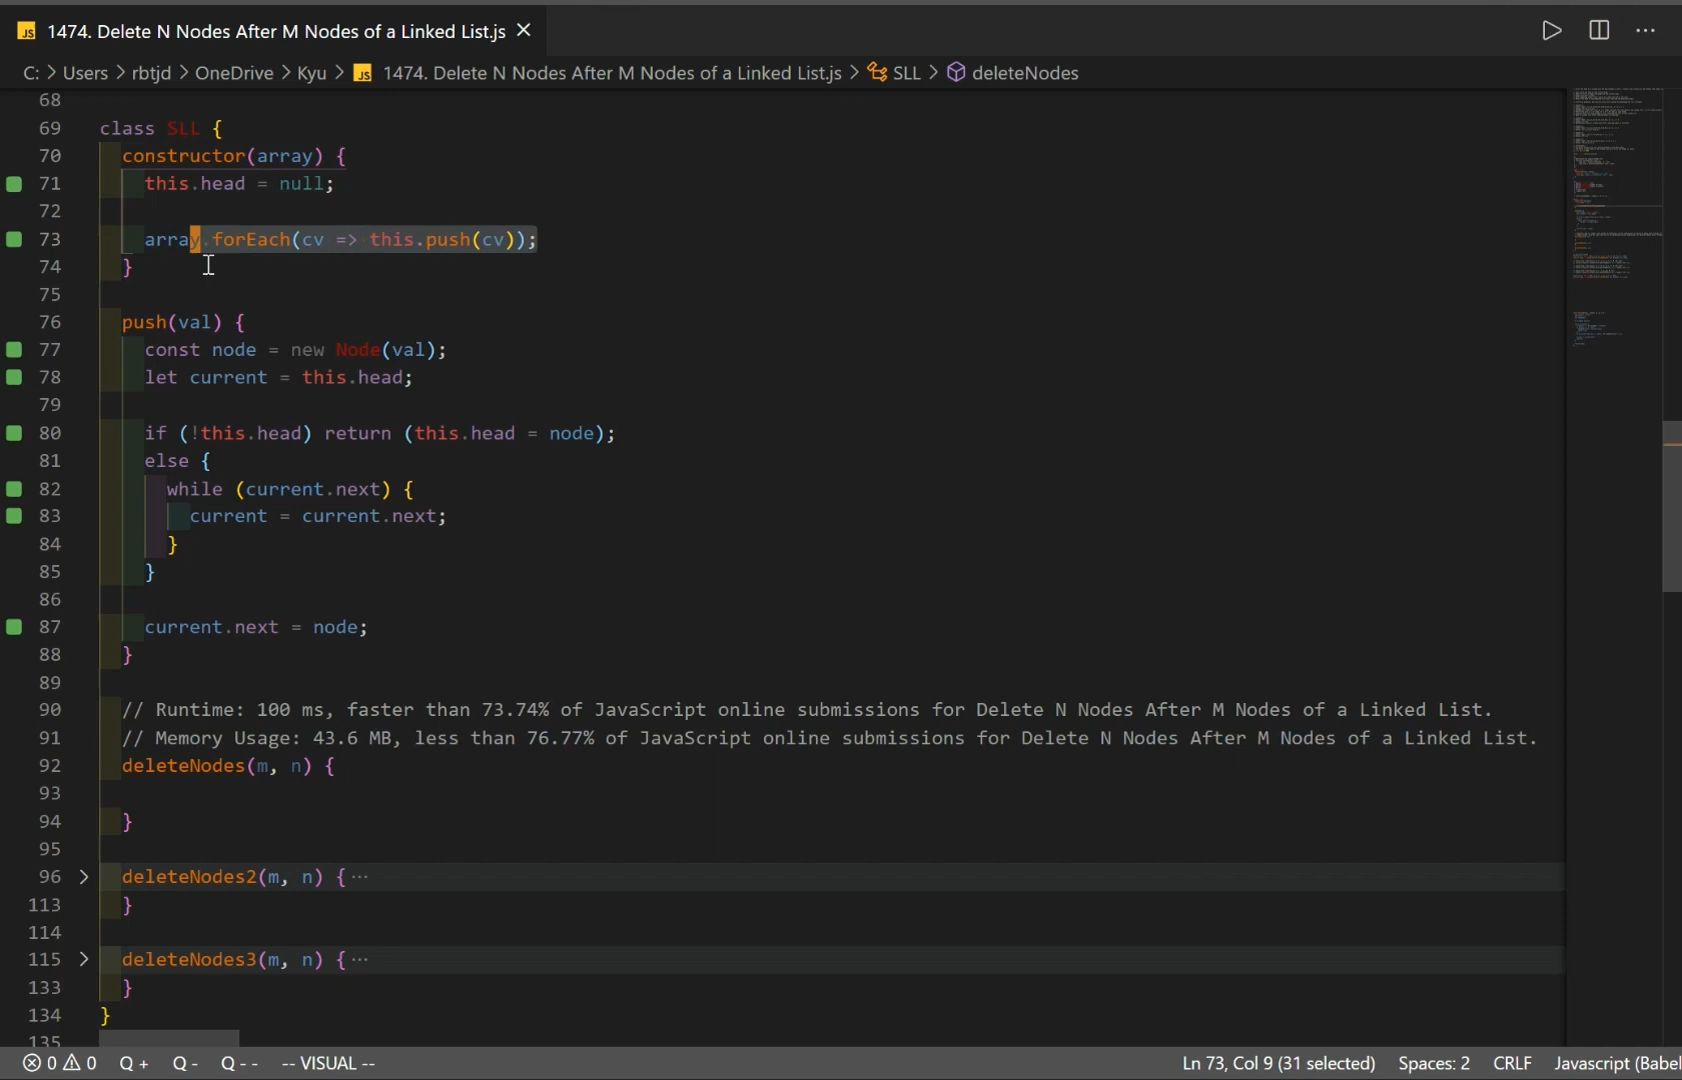 JS 1474. Delete N Nodes After M Nodes of a Linked List.js
C: > Users > rbtjd > OneDrive > Kyu > JS 1474. Delete N Nodes After M Nodes of a Linked List.js > SLL > deleteNodes
68
69 class SLL {
70 constructor(array) {
71 this.head = null;
72
73 array.forEach(cv => this.push(cv));
74 }
75
76 push(val) {
77 const node = new Node(val);
78 let current = this.head;
79
80 if (!this.head) return (this.head = node);
81 else {
82 while (current.next) {
83 current = current.next;
84 }
85 }
86
87 current.next = node;
88 }
89
90 // Runtime: 100 ms, faster than 73.74% of JavaScript online submissions for Delete N Nodes After M Nodes of a Linked List.
91 // Memory Usage: 43.6 MB, less than 76.77% of JavaScript online submissions for Delete N Nodes After M Nodes of a Linked List.
92 deleteNodes(m, n) {
93
94 }
95
96 > deleteNodes2(m, n) { ···
113 }
114
115 > deleteNodes3(m, n) { ···
133 }
134 }
135
0 0 Q + Q - Q - - -- VISUAL -- Ln 73, Col 9 (31 selected) Spaces: 2 CRLF Javascript (Babel